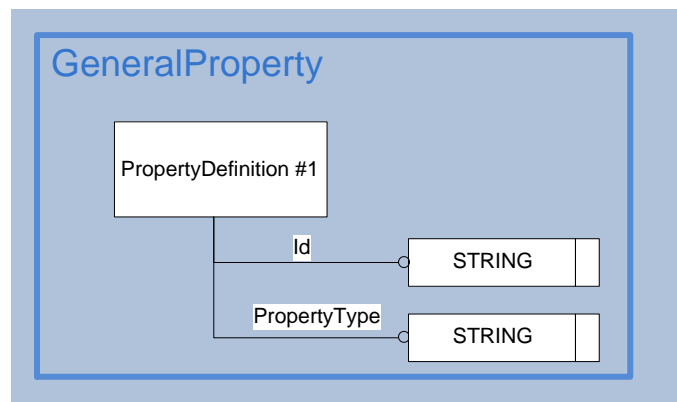 GeneralProperty
PropertyDefinition #1
Id
STRING
PropertyType
STRING